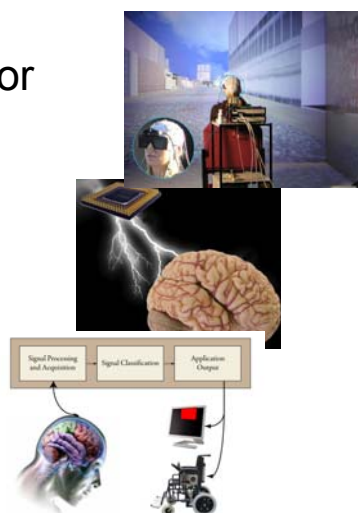 or
Signal Processing
and Acquisition
Signal Classification
Application
Output